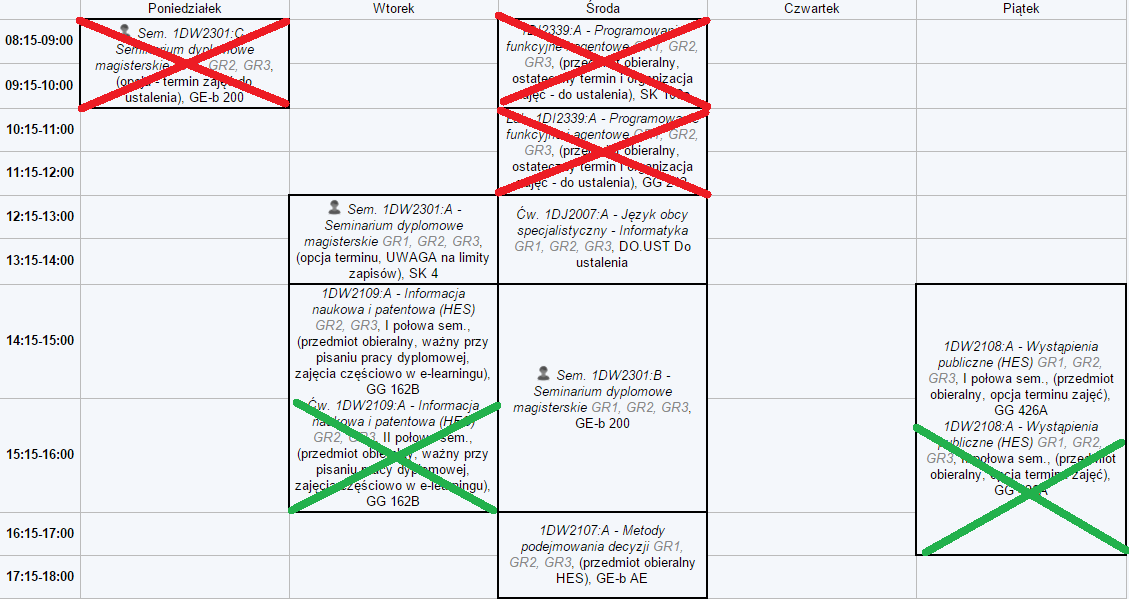 Poniedziałek
Wtorek
Środa
Czwartek
Piątek
08:15-09:00
09:15-10:00
10:15-11:00
11:15-12:00
12:15-13:00
13:15-14:00
14:15-15:00
15:15-16:00
16:15-17:00
17:15-18:00
Sem. 1DW2301:C
Seminarium dyplomowe
magisterskie GR2, GR3,
(opcja - termin zajęć do
ustalenia), GE-b 200
Sem. 1DW2301:A -
Seminarium dyplomowe
magisterskie GR1, GR2, GR3,
(opcja terminu, UWAGA na limity
zapisów), SK 4
1DW2109:A - Informacja
naukowa i patentowa (HES)
GR2, GR3, I połowa sem.,
(przedmiot obieralny, ważny przy
pisaniu pracy dyplomowej,
zajęcia częściowo w e-learningu),
GG 162B
Ćw. 1DW2109:A - Informacja
naukowa i patentowa (HES)
GR2, GR3, II połowa sem.,
(przedmiot obieralny, ważny przy
pisaniu pracy dyplomowej,
zajęcia częściowo w e-learningu),
GG 162B
1DI2339:A - Programowanie
funkcyjne i agentowe GR1, GR2,
GR3, (przedmiot obieralny,
ostateczny termin i organizacja
zajęć - do ustalenia), SK
1DI2339:A - Programowanie
funkcyjne i agentowe GR1, GR2,
GR3, (przedmiot obieralny,
ostateczny termin i organizacja
zajęć - do ustalenia), GG
Ćw. 1DJ2007:A - Język obcy
specjalistyczny - Informatyka
GR1, GR2, GR3, DO.UST Do
ustalenia
Sem. 1DW2301:B -
Seminarium dyplomowe
magisterskie GR1, GR2, GR3,
GE-b 200
1DW2107:A - Metody
podejmowania decyzji GR1,
GR2, GR3, (przedmiot obieralny
HES), GE-b AE
1DW2108:A - Wystąpienia
publiczne (HES) GR1, GR2,
GR3, I połowa sem., (przedmiot
obieralny, opcja terminu zajęć),
GG 426A
1DW2108:A - Wystąpienia
publiczne (HES) GR1, GR2,
GR3, połowa sem., (przedmiot
obieralny, opcja terminu zajęć),
GG